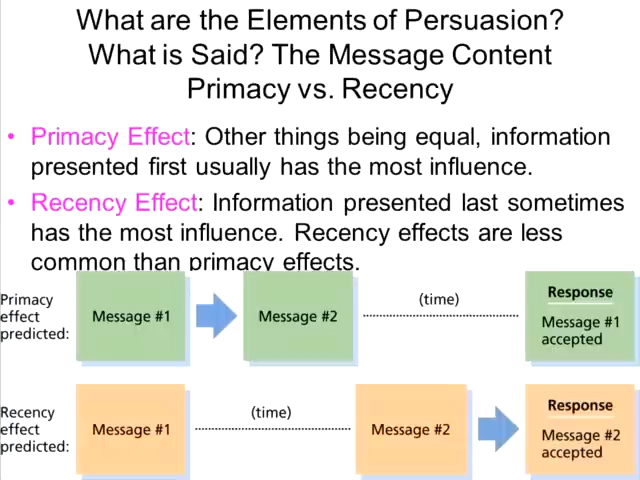 What are the Elements of Persuasion?
What is Said? The Message Content
Primacy vs. Recency
• Primacy Effect: Other things being equal, information
presented first usually has the most influence.
• Recency Effect: Information presented last sometimes
has the most influence. Recency effects are less
common than primacy effects.
Primacy
effect
predicted:
Message #1
Message #2
(time)
Response
Message #1
accepted
Recency
effect
predicted:
Message #1
(time)
Message #2
Response
Message #2
accepted